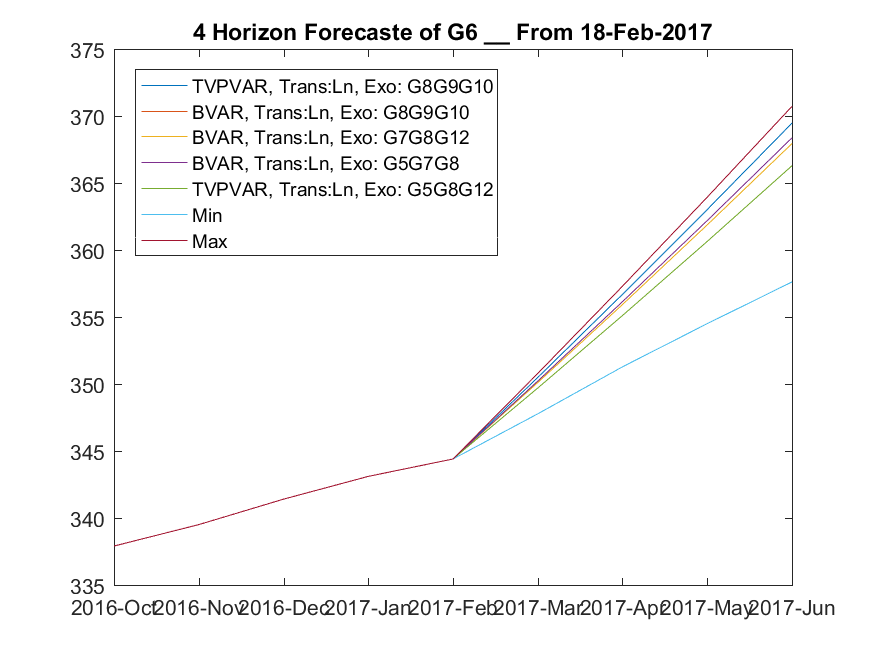 4 Horizon Forecaste of G6 __ From 18-Feb-2017
375
370
365
360
355
350
345
340
335
TVPVAR, Trans:Ln, Exo: G8G9G10
BVAR, Trans:Ln, Exo: G8G9G10
BVAR, Trans:Ln, Exo: G7G8G12
BVAR, Trans:Ln, Exo: G5G7G8
TVPVAR, Trans:Ln, Exo: G5G8G12
Min
Max
2016-Oct 2016-Nov 2016-Dec 2017-Jan 2017-Feb 2017-Mar 2017-Apr 2017-May 2017-Jun